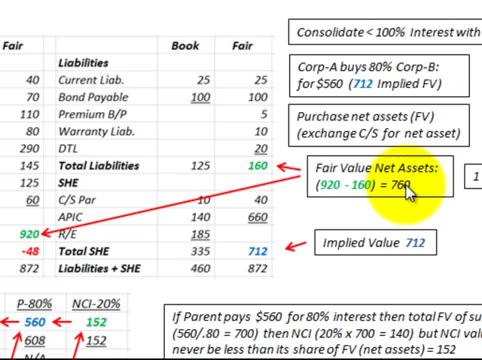 Fair Book Fair
Liabilities
40 Current Liab. 25 25
70 Bond Payable 100 100
110 Premium B/P 5
80 Warranty Liab. 10
290 DTL 20
145 Total Liabilities 125 160
125 SHE
60 C/S Par 10 40
APIC 140 660
920 R/E 185
-48 Total SHE 335 712
872 Liabilities + SHE 460 872
P-80% NCI-20%
560 152
608 152
N/A
Consolidate < 100% Interest with
Corp-A buys 80% Corp-B:
for $560 (712 Implied FV)
Purchase net assets (FV)
(exchange C/S for net asset)
Fair Value Net Assets:
(920 - 160) = 760
1
Implied Value 712
If Parent pays $560 for 80% interest then total FV of su
(560/.80 = 700) then NCI (20% x 700 = 140) but NCI val
never be less than its share of FV (net assets) = 152